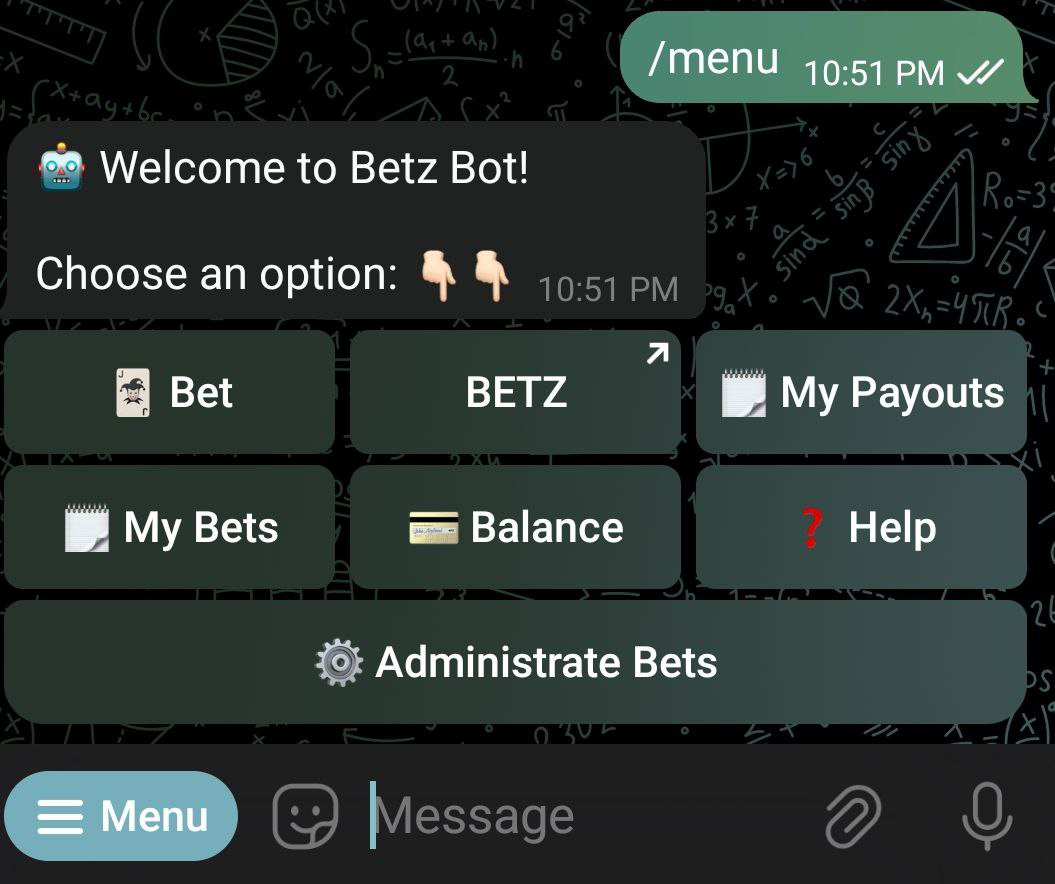 /menu 10:51 PM
🤖 Welcome to Betz Bot!
Choose an option: 👇🏻👇🏻 10:51 PM
🃏 Bet
BETZ
🗒️ My Payouts
🗒️ My Bets
💳 Balance
❓ Help
⚙️ Administrate Bets
Menu
Message